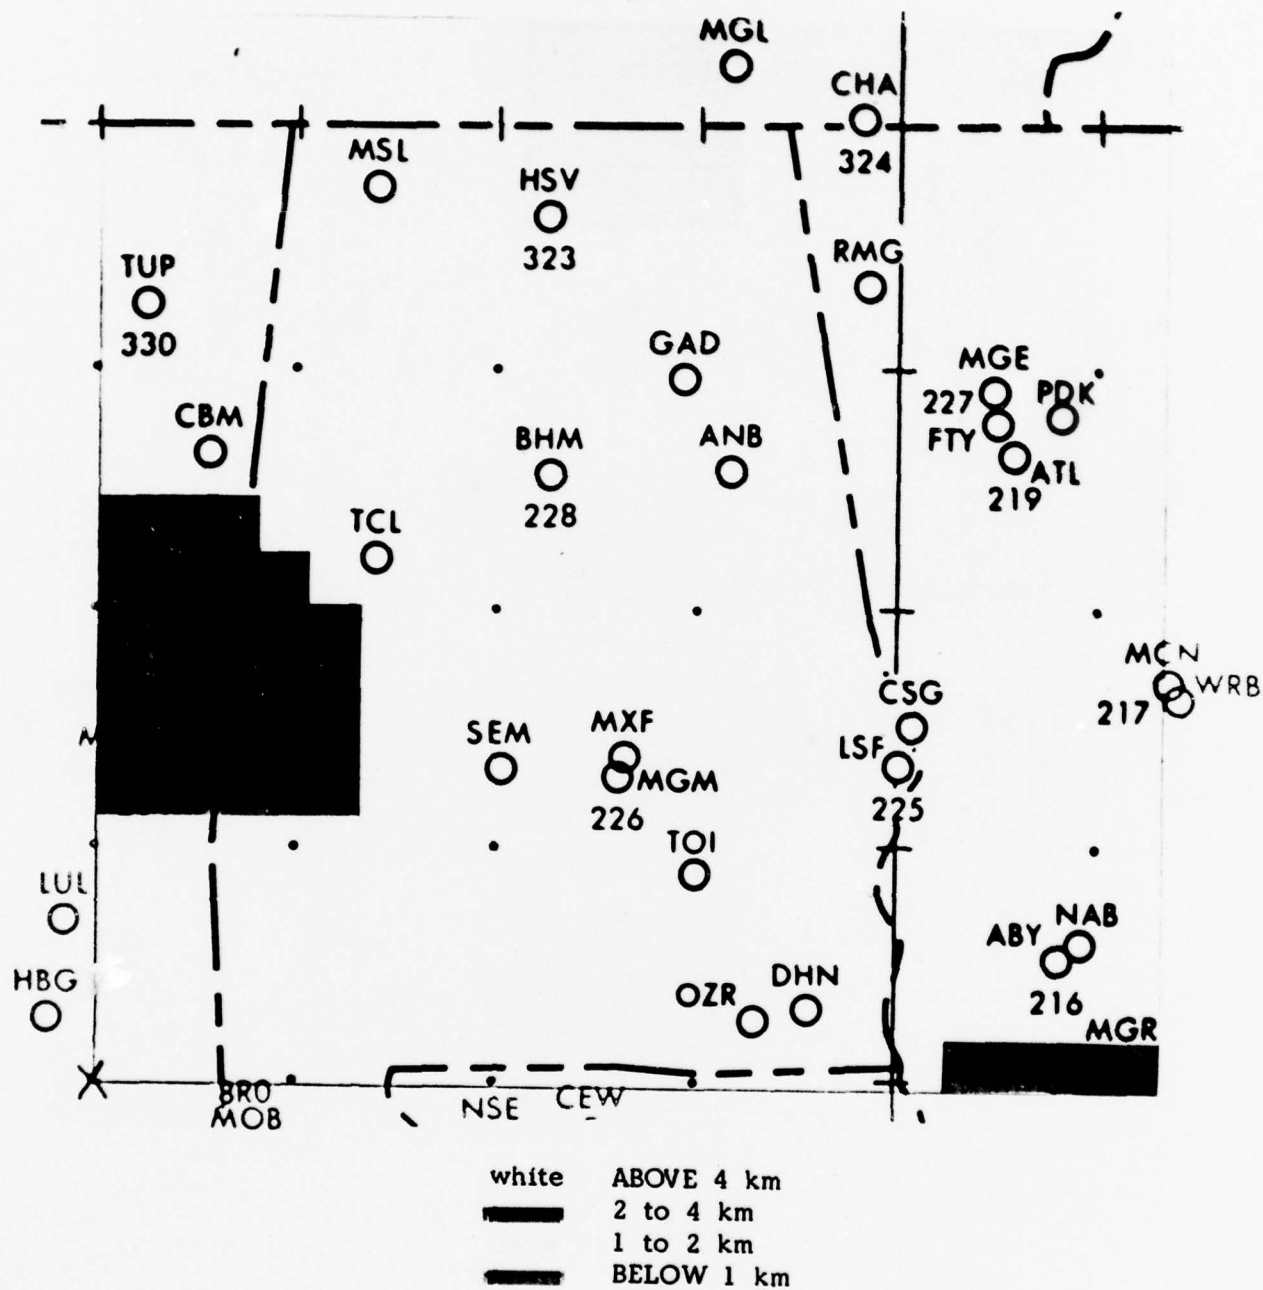 MGL
CHA
324
MSL
HSV
323
RMG
TUP
330
GAD
MGE
227
PDK
FTY
ATL
219
CBM
BHM
228
ANB
TCL
MCN
WRB
217
CSG
M
SEM
MXF
MGM
226
LSF
225
TOI
LUL
ABY
NAB
216
HBG
OZR
DHN
MGR
BRO
MOB
NSE
CEW
white ABOVE 4 km
2 to 4 km
1 to 2 km
BELOW 1 km